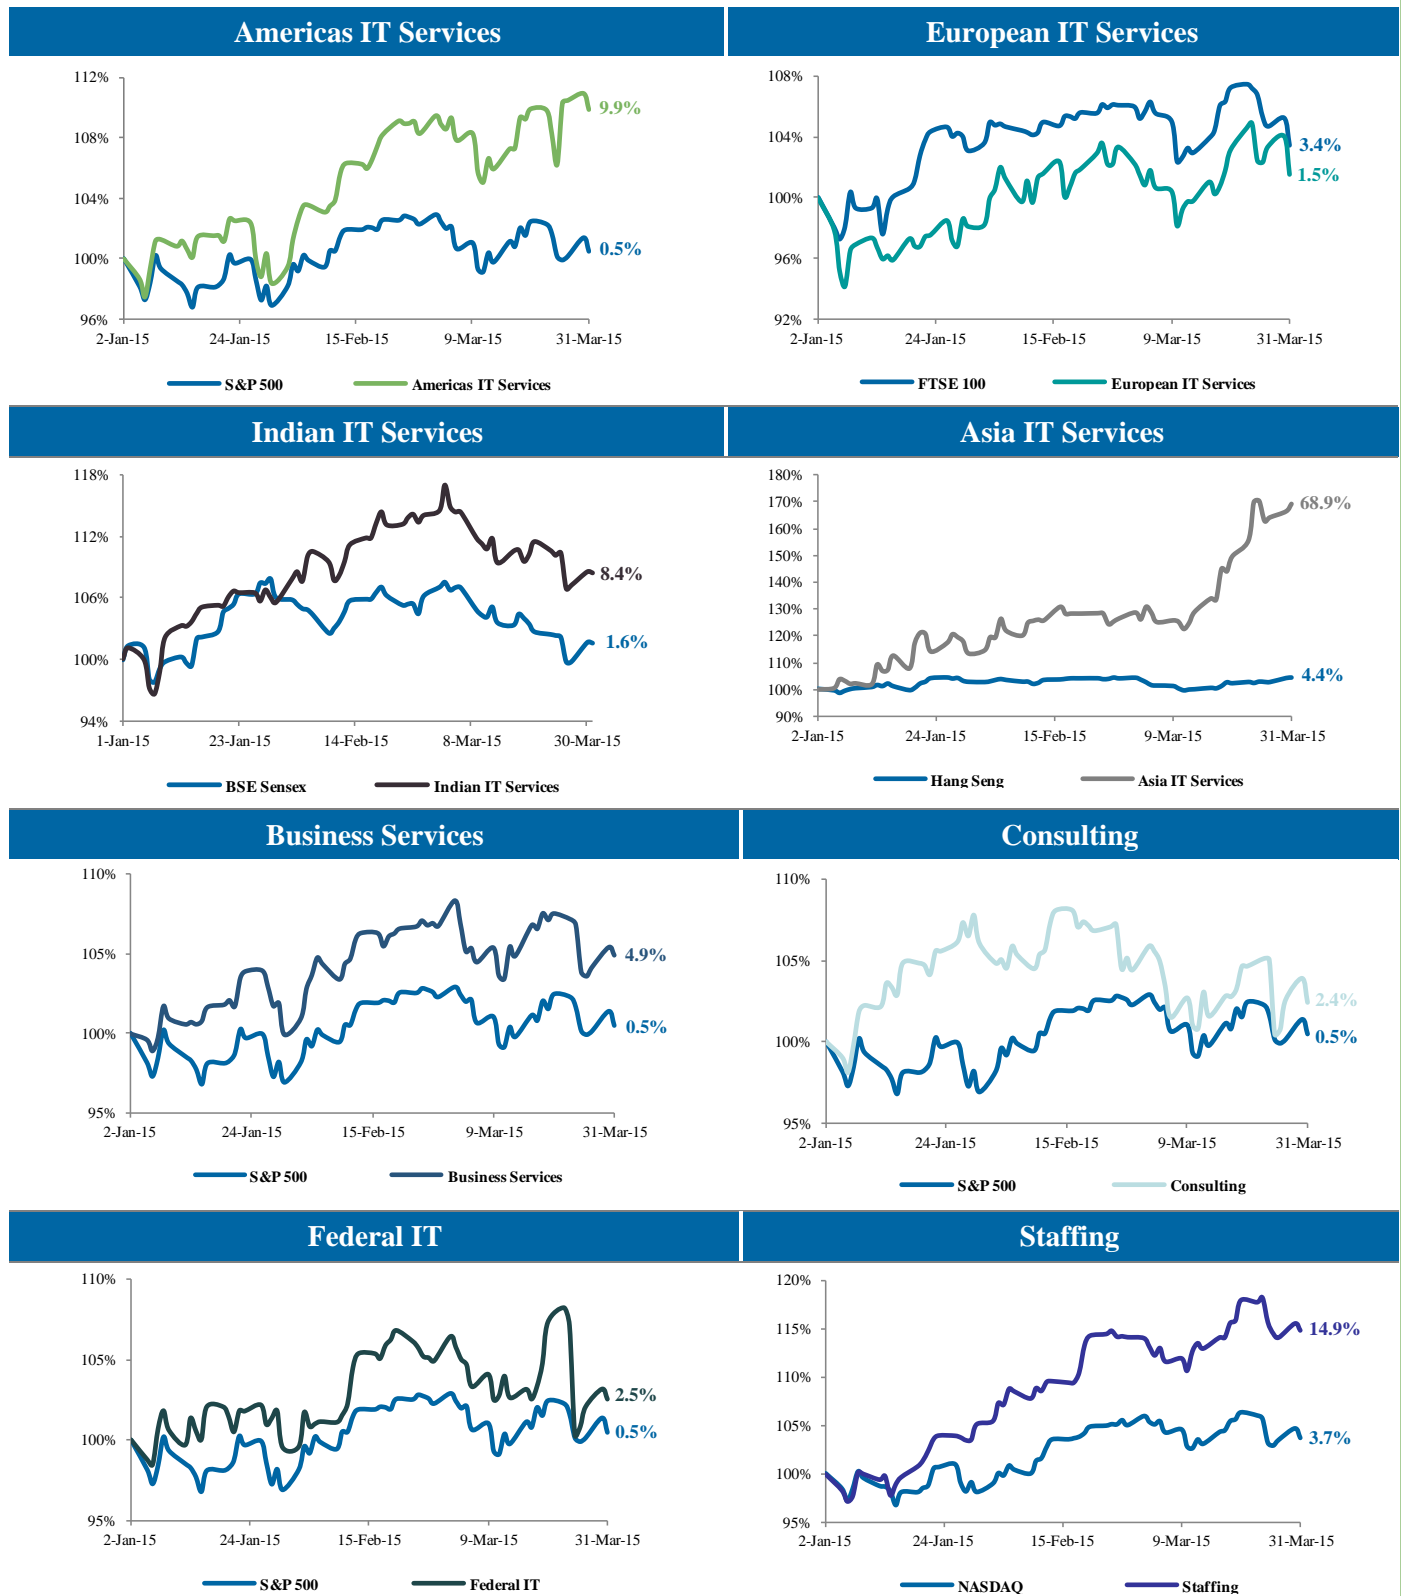 Americas IT Services
112%
108%
104%
100%
96%
9.9%
0.5%
2-Jan-15 24-Jan-15 15-Feb-15 9-Mar-15 31-Mar-15
S&P 500 Americas IT Services
European IT Services
108%
104%
100%
96%
92%
3.4%
1.5%
2-Jan-15 24-Jan-15 15-Feb-15 9-Mar-15 31-Mar-15
FTSE 100 European IT Services
Indian IT Services
118%
112%
106%
100%
94%
8.4%
1.6%
1-Jan-15 23-Jan-15 14-Feb-15 8-Mar-15 30-Mar-15
BSE Sensex Indian IT Services
Asia IT Services
180%
170%
160%
150%
140%
130%
120%
110%
100%
90%
68.9%
4.4%
2-Jan-15 24-Jan-15 15-Feb-15 9-Mar-15 31-Mar-15
Hang Seng Asia IT Services
Business Services
110%
105%
100%
95%
4.9%
0.5%
2-Jan-15 24-Jan-15 15-Feb-15 9-Mar-15 31-Mar-15
S&P 500 Business Services
Consulting
110%
105%
100%
95%
2.4%
0.5%
2-Jan-15 24-Jan-15 15-Feb-15 9-Mar-15 31-Mar-15
S&P 500 Consulting
Federal IT
110%
105%
100%
95%
2.5%
0.5%
2-Jan-15 24-Jan-15 15-Feb-15 9-Mar-15 31-Mar-15
S&P 500 Federal IT
Staffing
120%
115%
110%
105%
100%
95%
14.9%
3.7%
2-Jan-15 24-Jan-15 15-Feb-15 9-Mar-15 31-Mar-15
NASDAQ Staffing